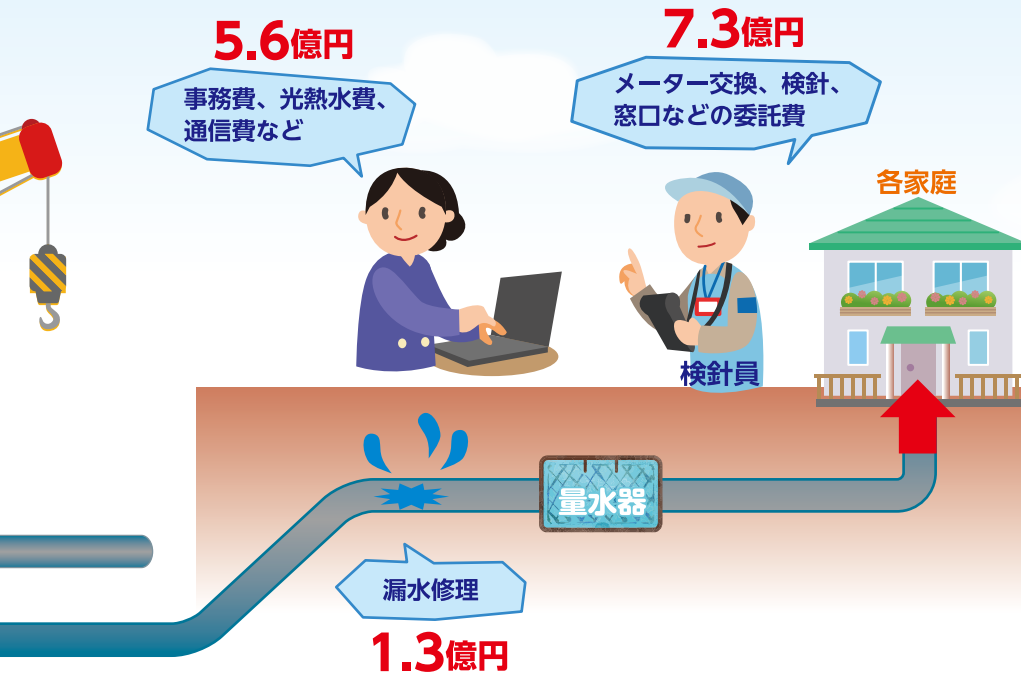 5.6億円
事務費、光熱水費、
通信費など
7.3億円
メーター交換、検針、
窓口などの委託費
各家庭
検針員
量水器
漏水修理
1.3億円